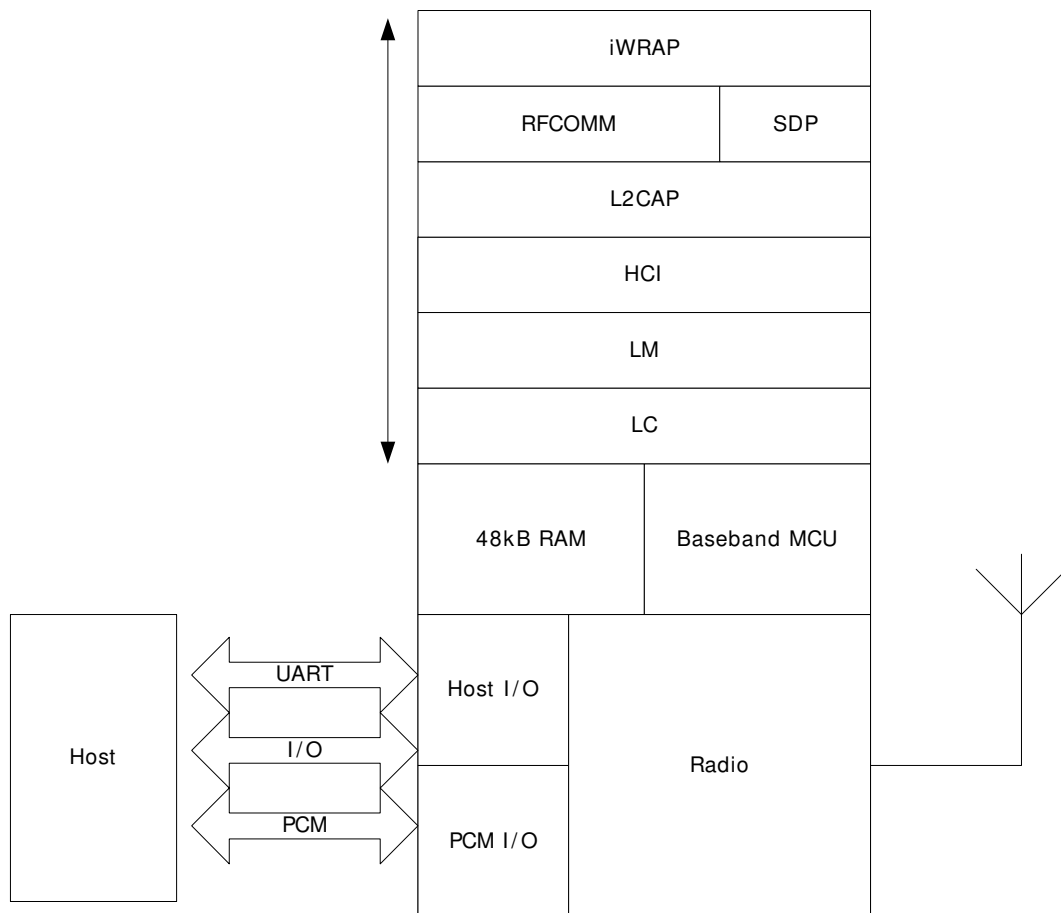 iWRAP
RFCOMM
SDP
L2CAP
HCI
LM
LC
48kB RAM
Baseband MCU
UART
Host I/O
Host
I/O
Radio
PCM
PCM I/O